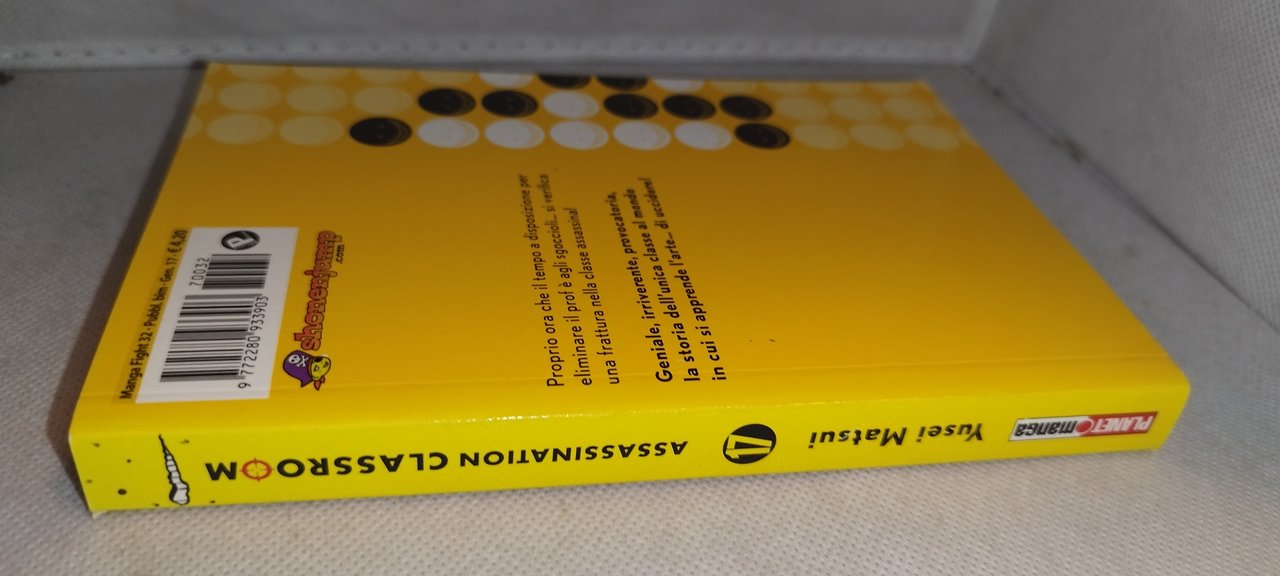 Manga Fight 32 - Pubbl. bim - Gen. 17 - € 4,20
70032
9 772280 933903
shonenjump
.com
Proprio ora che il tempo a disposizione per
eliminare il prof è agli sgoccioli... si verifica
una frattura nella classe assassina!
Geniale, irriverente, provocatoria,
la storia dell'unica classe al mondo
in cui si apprende l'arte... di uccidere!
PLANET manga
Yusei Matsui
17
ASSASSINATION CLASSROOM